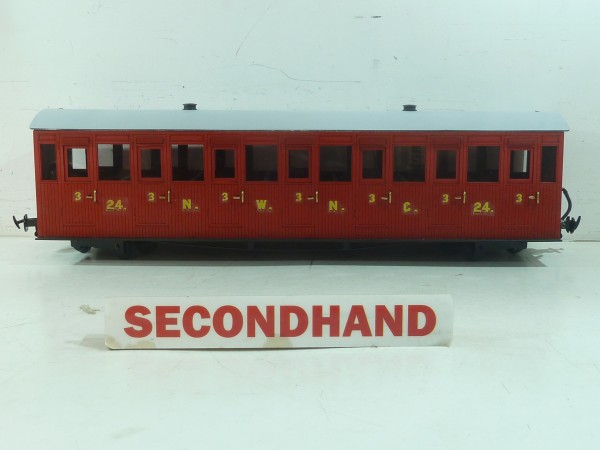 3 3 3 3 3 3 3
24. N. W. N. G. 24.
SECONDHAND